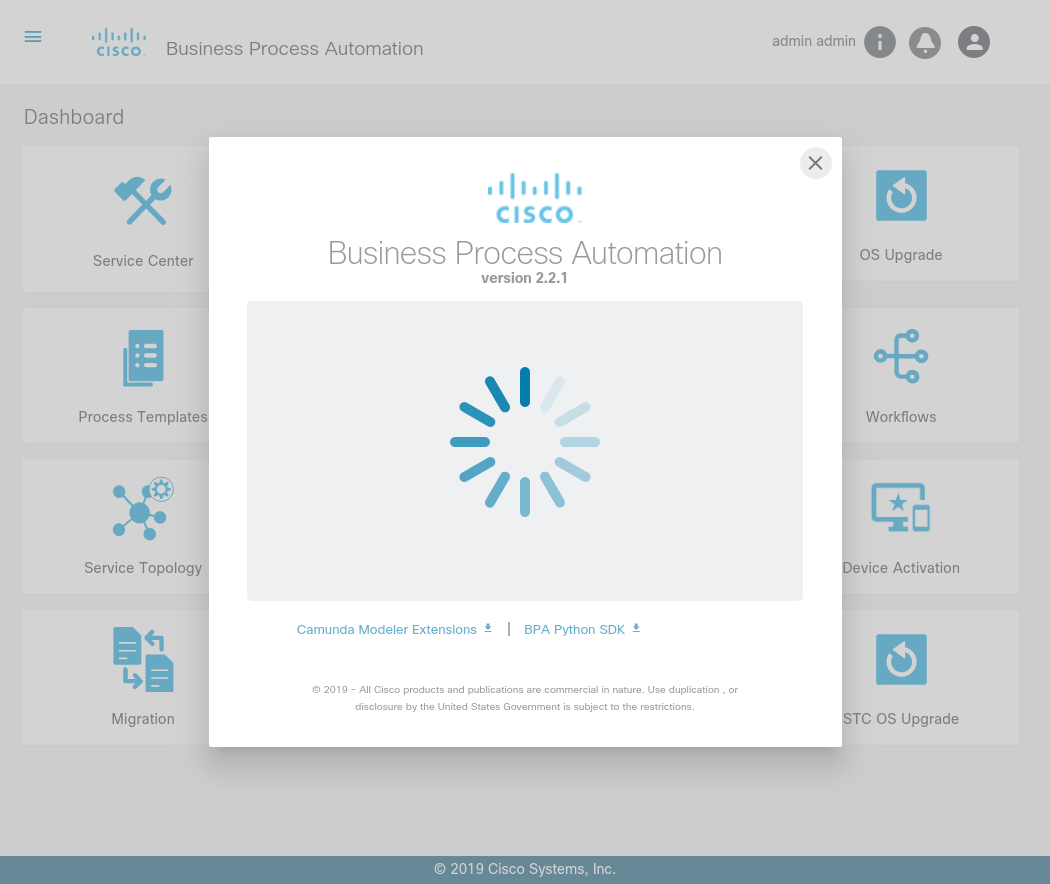 CISCO
Business Process Automation
admin admin
Dashboard
Service Center
OS Upgrade
Process Templates
Workflows
Service Topology
Device Activation
Migration
STC OS Upgrade
CISCO
Business Process Automation
version 2.2.1
Camunda Modeler Extensions | BPA Python SDK
© 2019 - All Cisco products and publications are commercial in nature. Use duplication , or
disclosure by the United States Government is subject to the restrictions.
© 2019 Cisco Systems, Inc.